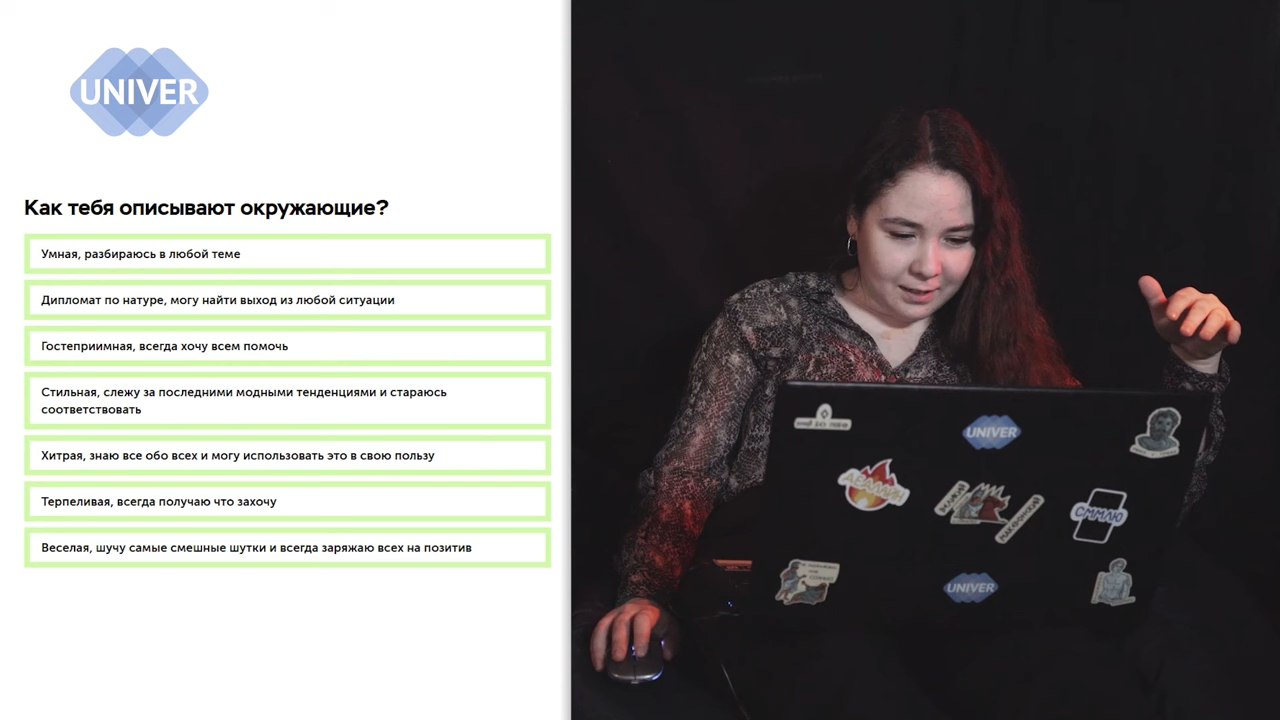 UNIVER
Как тебя описывают окружающие?
Умная, разбираюсь в любой теме
Дипломат по натуре, могу найти выход из любой ситуации
Гостеприимная, всегда хочу всем помочь
Стильная, слежу за последними модными тенденциями и стараюсь
соответствовать
Хитрая, знаю все обо всех и могу использовать это в свою пользу
Терпеливая, всегда получаю что захочу
Веселая, шучу самые смешные шутки и всегда заряжаю всех на позитив
UNIVER
ДЕДЛАЙН
СММЛЮ
UNIVER